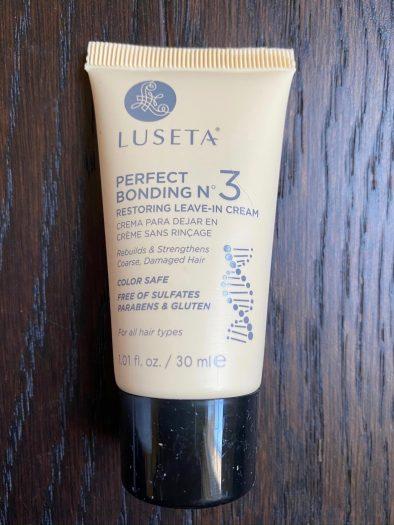 LUSETA®
PERFECT
BONDING Nº 3
RESTORING LEAVE-IN CREAM
CREMA PARA DEJAR EN
CRÈME SANS RINÇAGE
Rebuilds & Strengthens
Coarse, Damaged Hair
COLOR SAFE
FREE OF SULFATES
PARABENS & GLUTEN
For all hair types
1.01 fl. oz. / 30 ml ℮